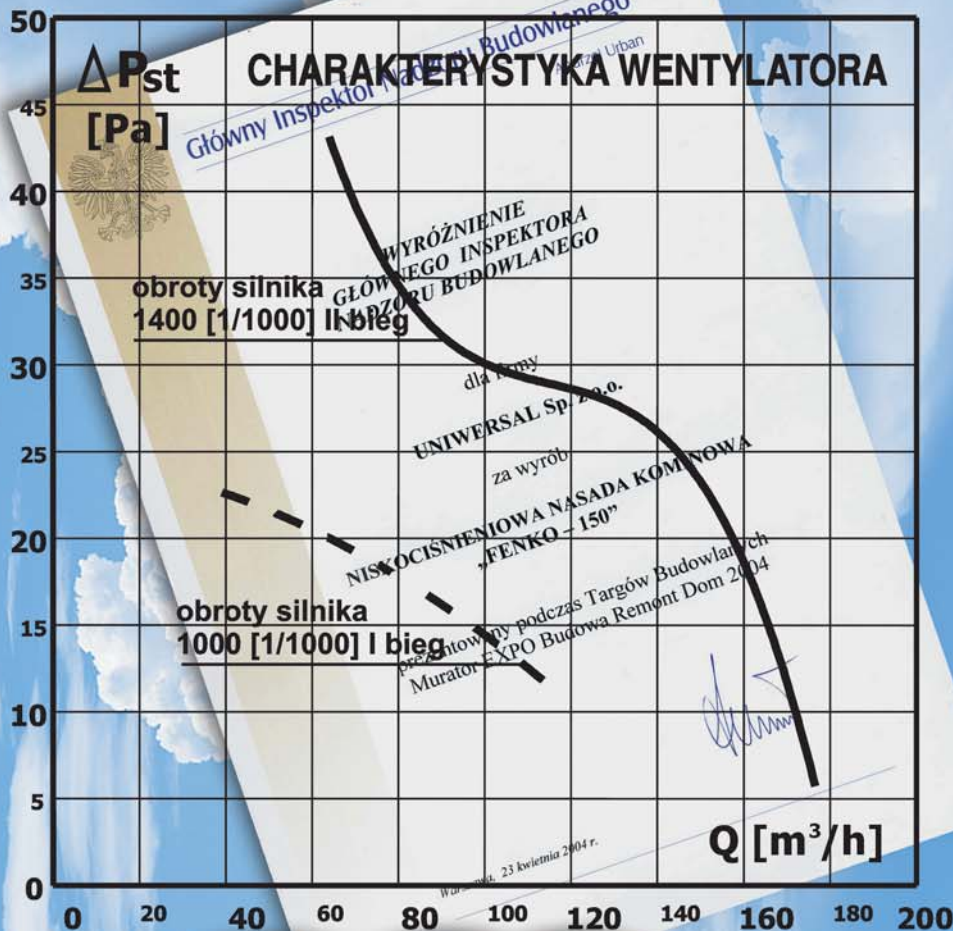 50
ΔPst
CHARAKTERYSTYKA WENTYLATORA
[Pa]
45
40
35
30
25
20
15
10
5
0
Główny Inspektor Nadzoru Budowlanego
Andrzej Urban
WYRÓŻNIENIE
GŁÓWNEGO INSPEKTORA
NADZORU BUDOWLANEGO
obroty silnika
1400 [1/1000] II bieg
dla firmy
UNIWERSAL Sp. z o.o.
za wyrób
NISKOCIŚNIENIOWA NASADA KOMINOWA
„FENKO – 150”
prezentowany podczas Targów Budowlanych
Murator EXPO Budowa Remont Dom 2004
obroty silnika
1000 [1/1000] I bieg
Q [m³/h]
Warszawa, 23 kwietnia 2004 r.
0 20 40 60 80 100 120 140 160 180 200